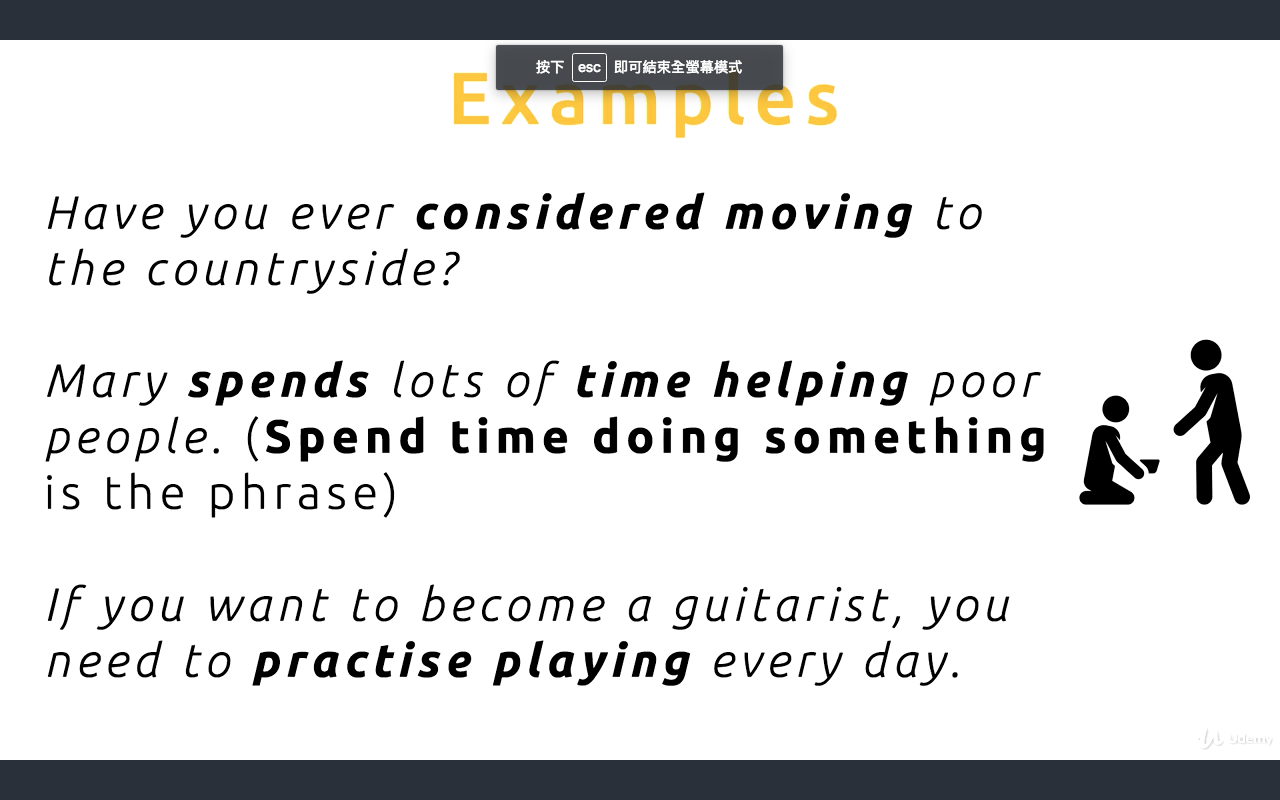 按下 esc 即可結束全螢幕模式
Examples
Have you ever considered moving to
the countryside?
Mary spends lots of time helping poor
people. (Spend time doing something
is the phrase)
If you want to become a guitarist, you
need to practise playing every day.
Udemy